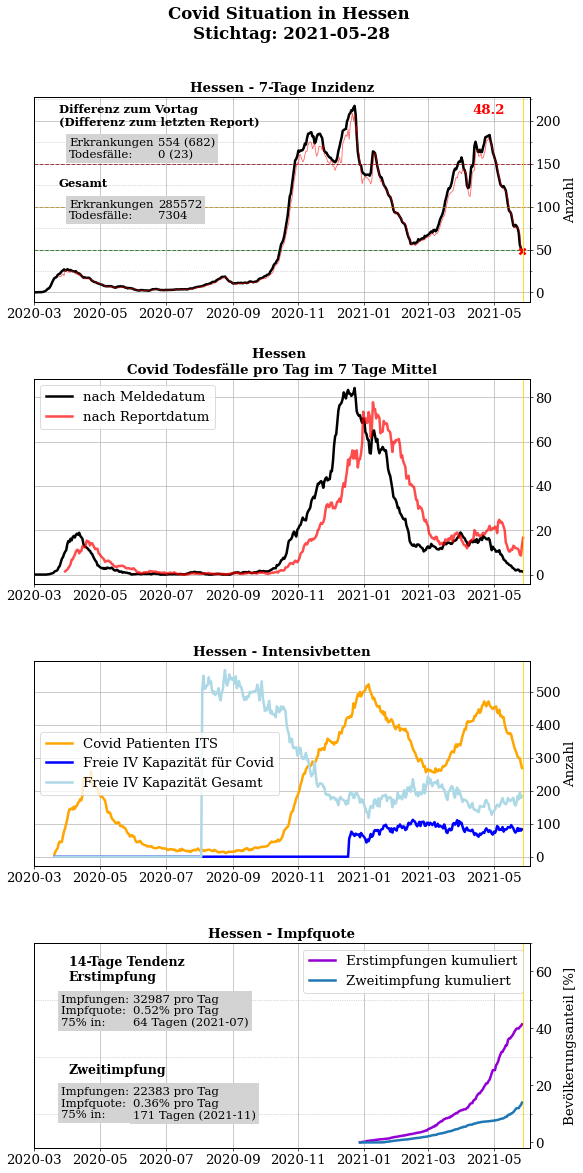 Covid Situation in Hessen
Stichtag: 2021-05-28
Hessen - 7-Tage Inzidenz
Differenz zum Vortag
(Differenz zum letzten Report)
Erkrankungen 554 (682)
Todesfälle: 0 (23)
Gesamt
Erkrankungen 285572
Todesfälle: 7304
48.2
200
150
100
50
0
Anzahl
2020-03 2020-05 2020-07 2020-09 2020-11 2021-01 2021-03 2021-05
Hessen
Covid Todesfälle pro Tag im 7 Tage Mittel
nach Meldedatum
nach Reportdatum
80
60
40
20
0
2020-03 2020-05 2020-07 2020-09 2020-11 2021-01 2021-03 2021-05
Hessen - Intensivbetten
Covid Patienten ITS
Freie IV Kapazität für Covid
Freie IV Kapazität Gesamt
500
400
300
200
100
0
Anzahl
2020-03 2020-05 2020-07 2020-09 2020-11 2021-01 2021-03 2021-05
Hessen - Impfquote
14-Tage Tendenz
Erstimpfung
Impfungen: 32987 pro Tag
Impfquote: 0.52% pro Tag
75% in: 64 Tagen (2021-07)
Zweitimpfung
Impfungen: 22383 pro Tag
Impfquote: 0.36% pro Tag
75% in: 171 Tagen (2021-11)
Erstimpfungen kumuliert
Zweitimpfung kumuliert
60
40
20
0
Bevölkerungsanteil [%]
2020-03 2020-05 2020-07 2020-09 2020-11 2021-01 2021-03 2021-05